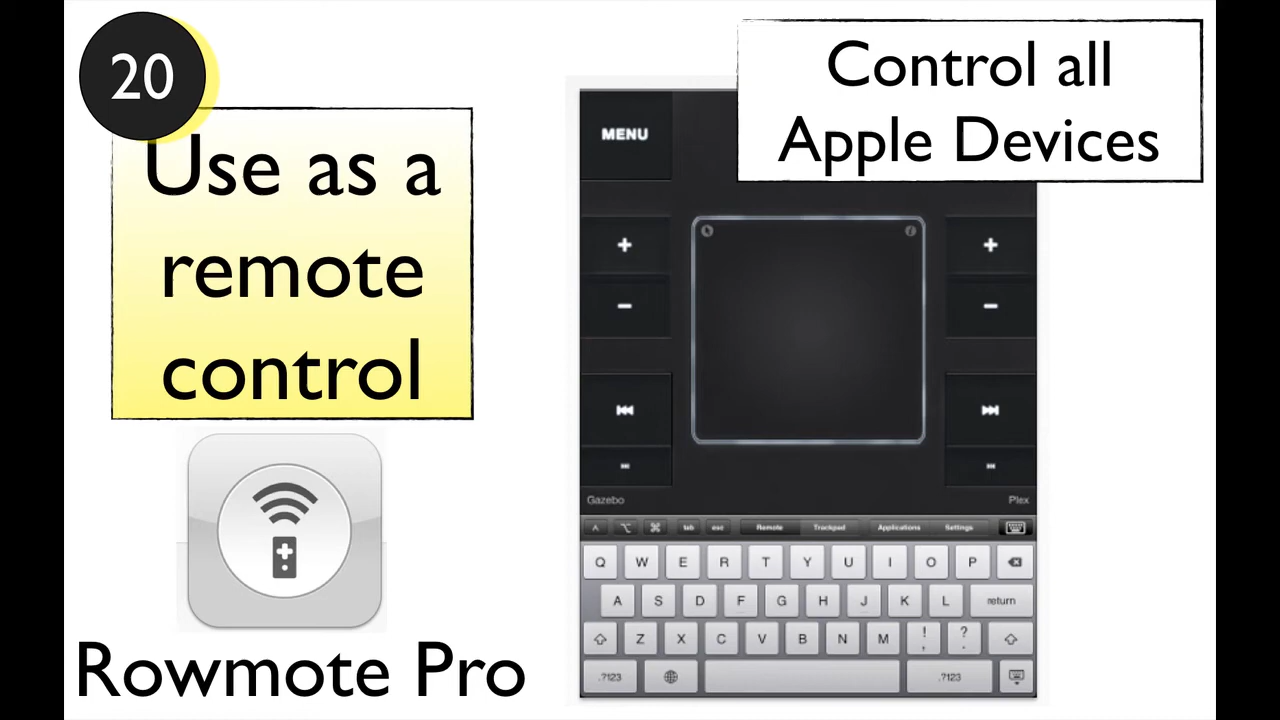 20
Use as a
remote
control
Rowmote Pro
Control all
Apple Devices
MENU
+ +
- -
Gazebo Plex
tab esc Remote Trackpad Applications Settings
Q W E R T Y U I O P
A S D F G H J K L return
Z X C V B N M ! , ? .
.?123 .?123